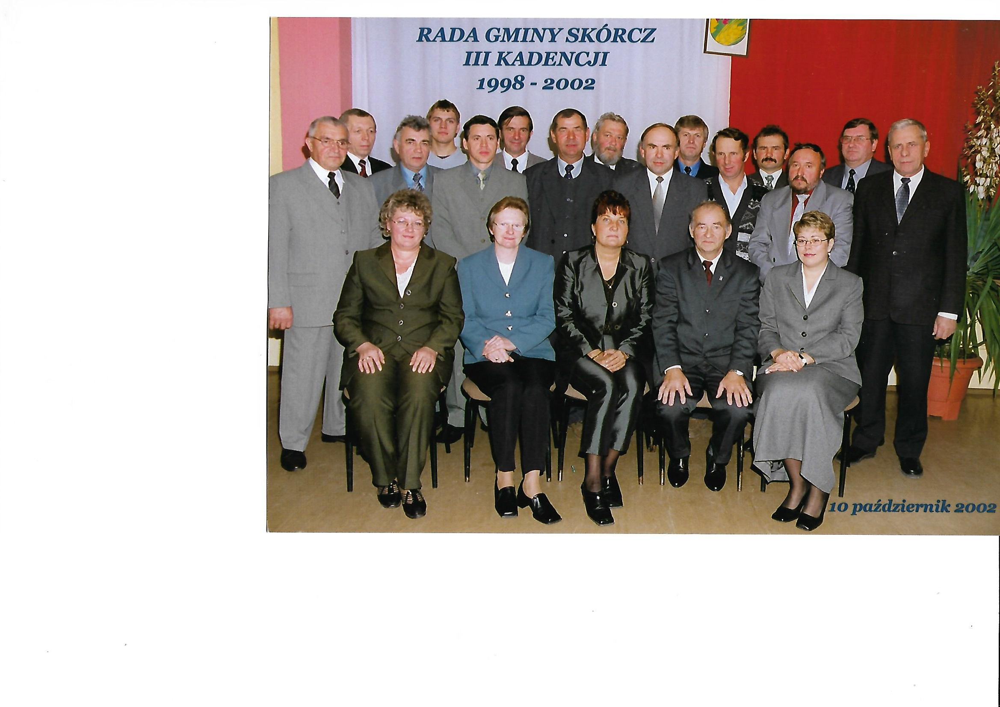 RADA GMINY SKÓRCZ
III KADENCJI
1998 - 2002
10 październik 2002